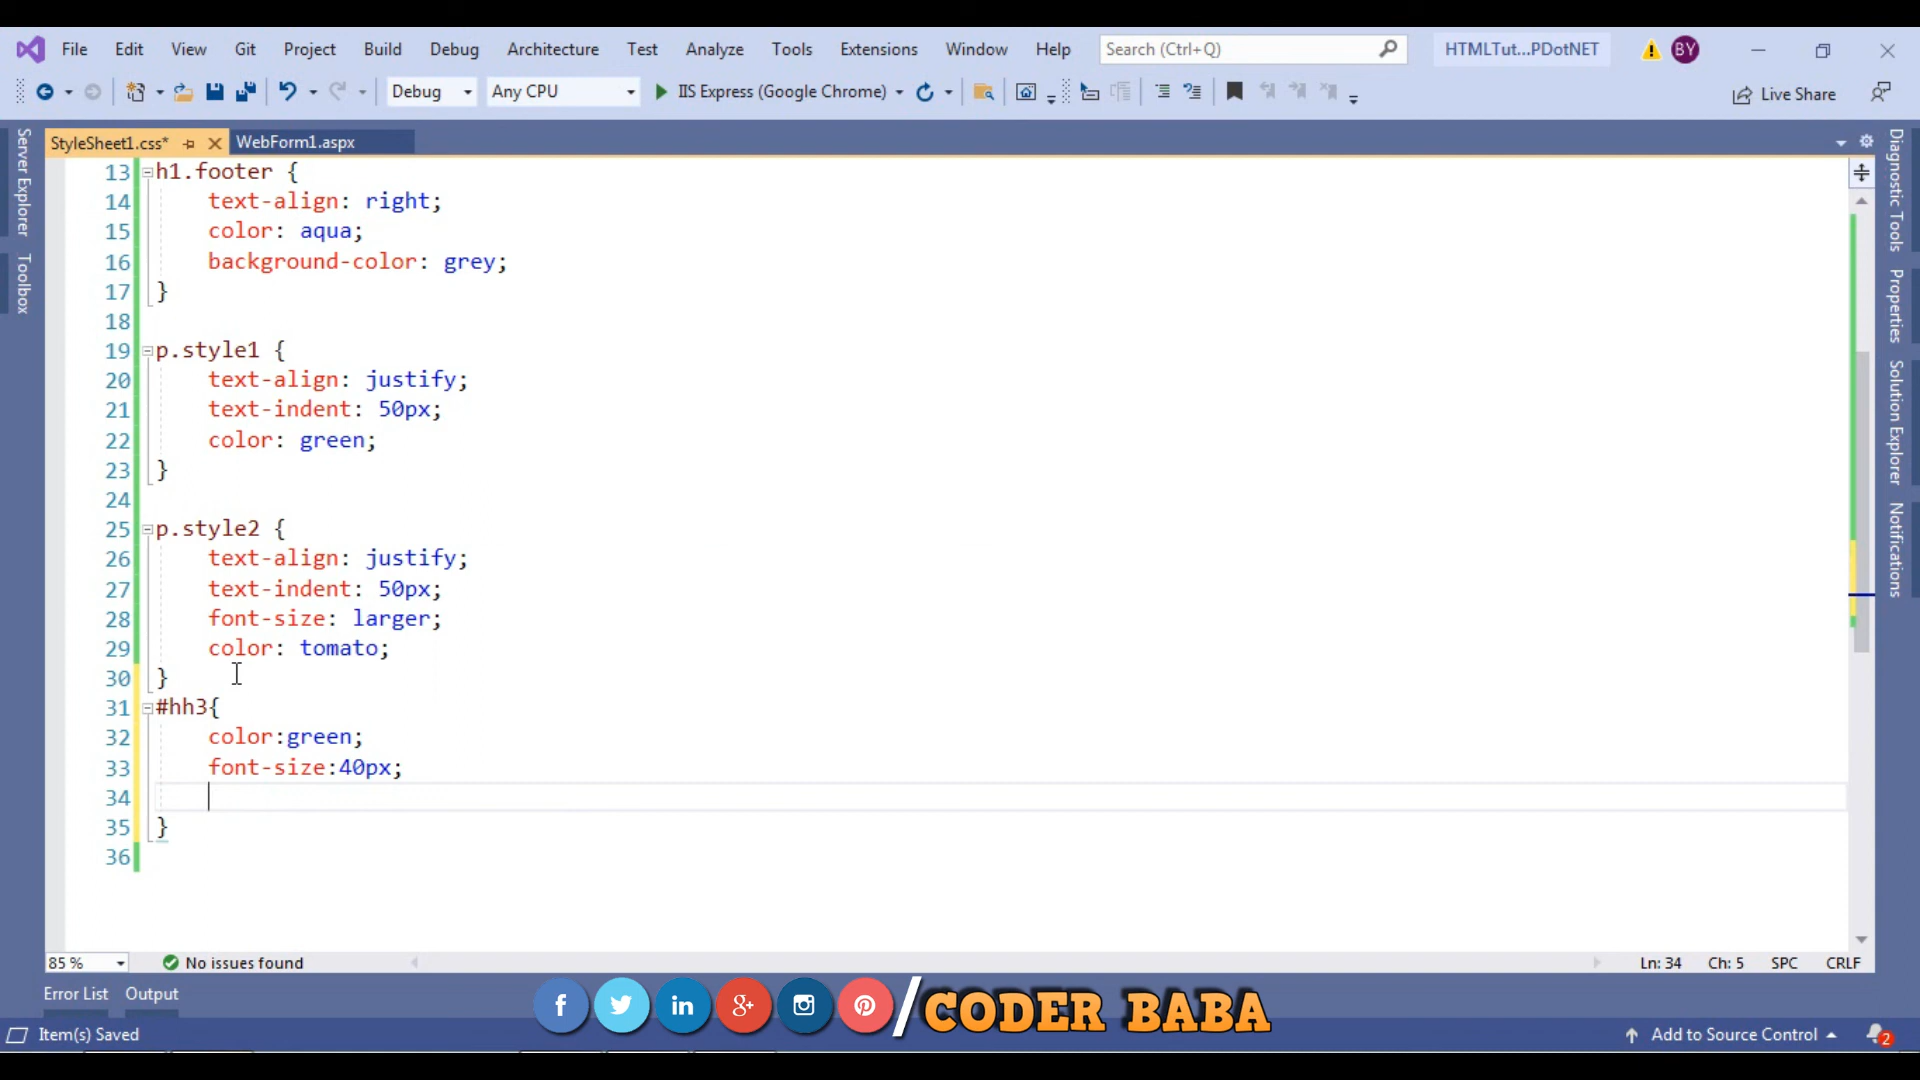 File Edit View Git Project Build Debug Architecture Test Analyze Tools Extensions Window Help Search (Ctrl+Q) HTMLTut...PDotNET BY
Debug Any CPU IIS Express (Google Chrome) Live Share
StyleSheet1.css* WebForm1.aspx
Server Explorer
Toolbox
13 h1.footer {
14 text-align: right;
15 color: aqua;
16 background-color: grey;
17 }
18
19 p.style1 {
20 text-align: justify;
21 text-indent: 50px;
22 color: green;
23 }
24
25 p.style2 {
26 text-align: justify;
27 text-indent: 50px;
28 font-size: larger;
29 color: tomato;
30 }
31 #hh3{
32 color:green;
33 font-size:40px;
34
35 }
36
Diagnostic Tools
Properties
Solution Explorer
Notifications
85 % No issues found Ln: 34 Ch: 5 SPC CRLF
Error List Output
f in g+ /CODER BABA
Item(s) Saved Add to Source Control 2